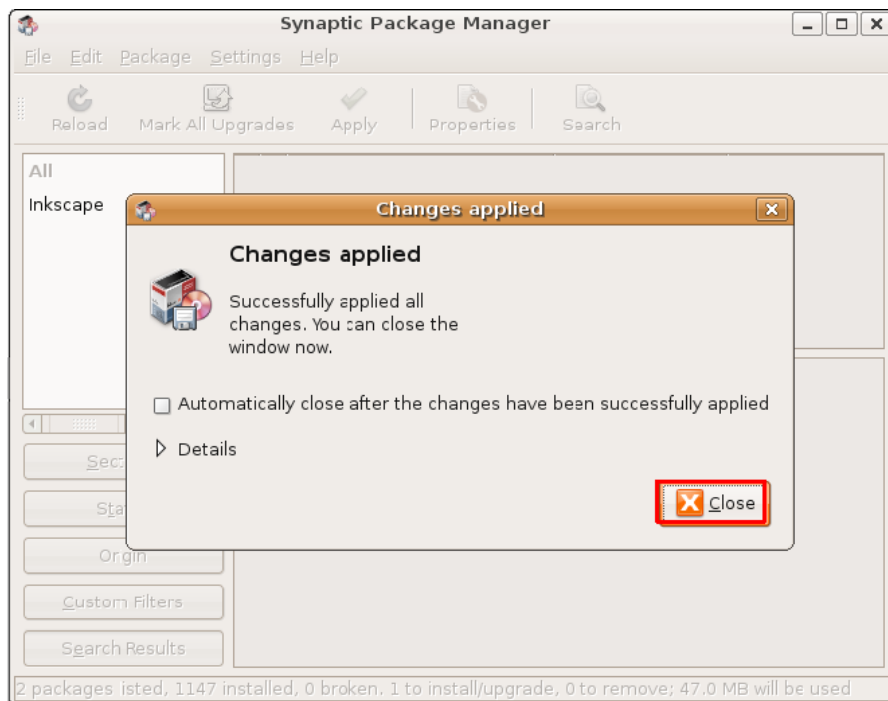 Synaptic Package Manager
File Edit Package Settings Help
Reload Mark All Upgrades Apply Properties Search
All
Inkscape
Changes applied
Changes applied
Successfully applied all
changes. You can close the
window now.
Automatically close after the changes have been successfully applied
Details
Close
Origin
Custom Filters
Search Results
2 packages listed, 1147 installed, 0 broken. 1 to install/upgrade, 0 to remove; 47.0 MB will be used